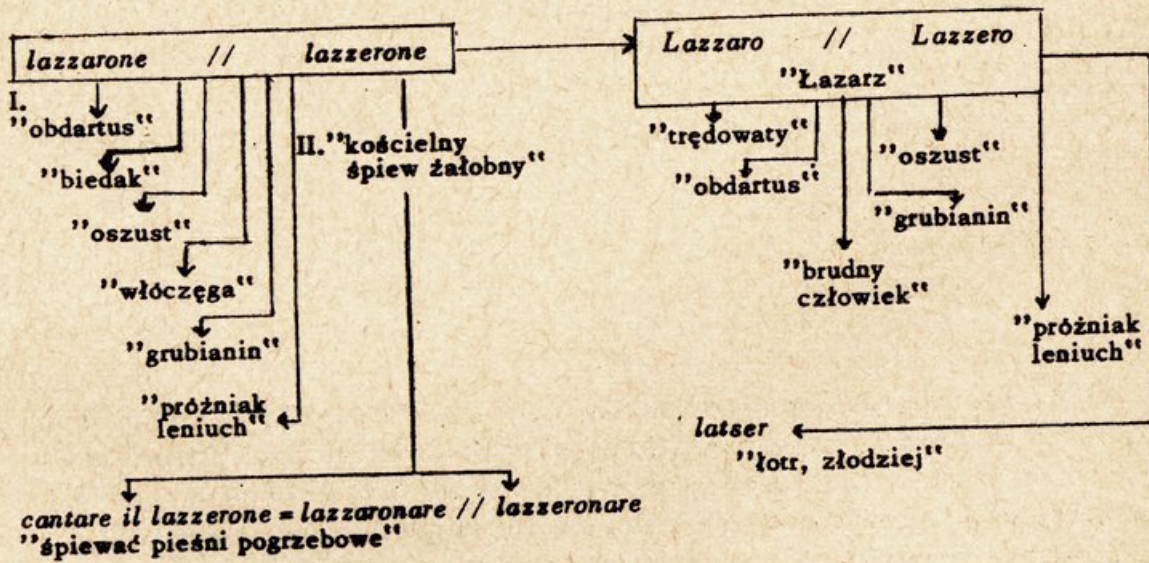 lazzarone // lazzerone
Lazzaro // Lazzero
"Łazarz"
I.
"obdartus"
"biedak"
"oszust"
"włóczęga"
"grubianin"
"próżniak
leniuch"
II. "kościelny
śpiew żałobny"
cantare il lazzerone = lazzaronare // lazzeronare
"śpiewać pieśni pogrzebowe"
"trędowaty"
"obdartus"
"brudny
człowiek"
"oszust"
"grubianin"
"próżniak
leniuch"
latser
"łotr, złodziej"